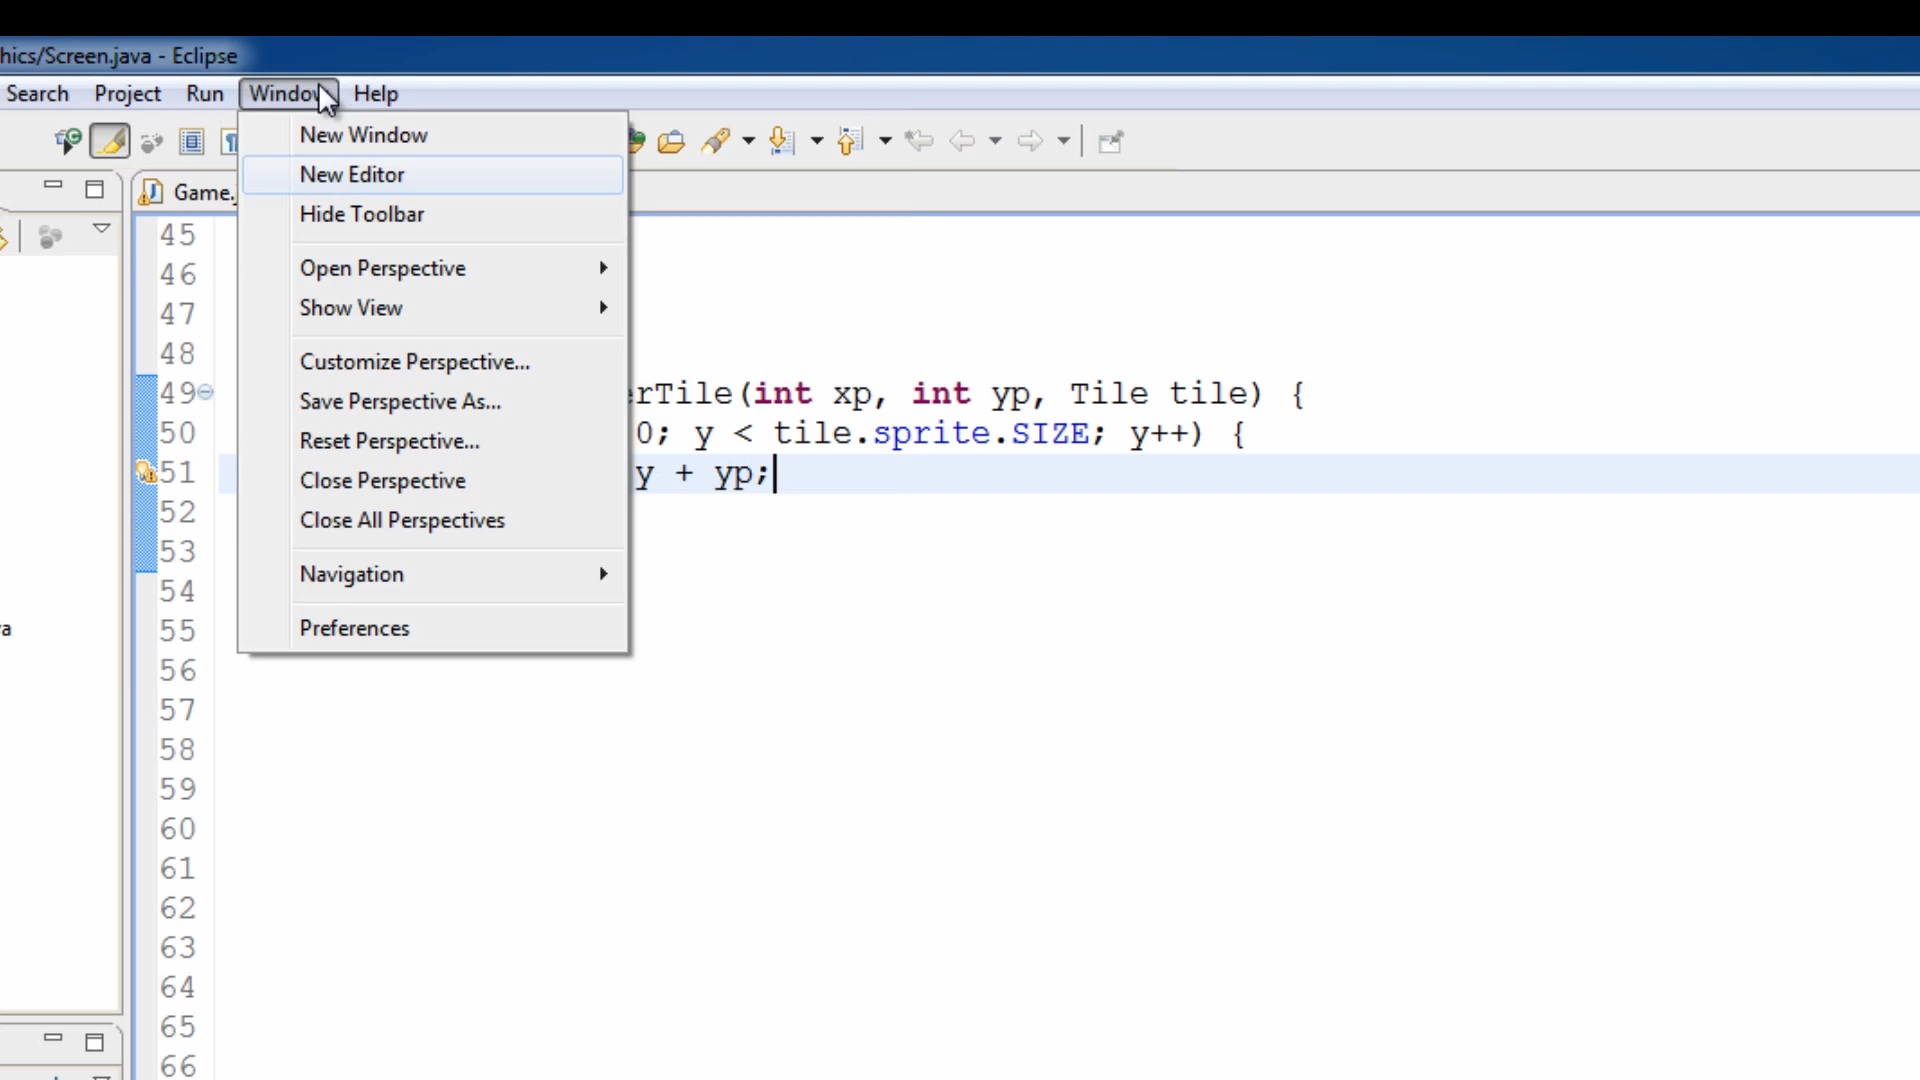 hics/Screen.java - Eclipse
Search Project Run Window Help
New Window
New Editor
Hide Toolbar
Open Perspective
Show View
Customize Perspective...
Save Perspective As...
Reset Perspective...
Close Perspective
Close All Perspectives
Navigation
Preferences
Game.
45
46
47
48
49 erTile(int xp, int yp, Tile tile) {
50 0; y < tile.sprite.SIZE; y++) {
51 y + yp;
52
53
54
55
56
57
58
59
60
61
62
63
64
65
66
va